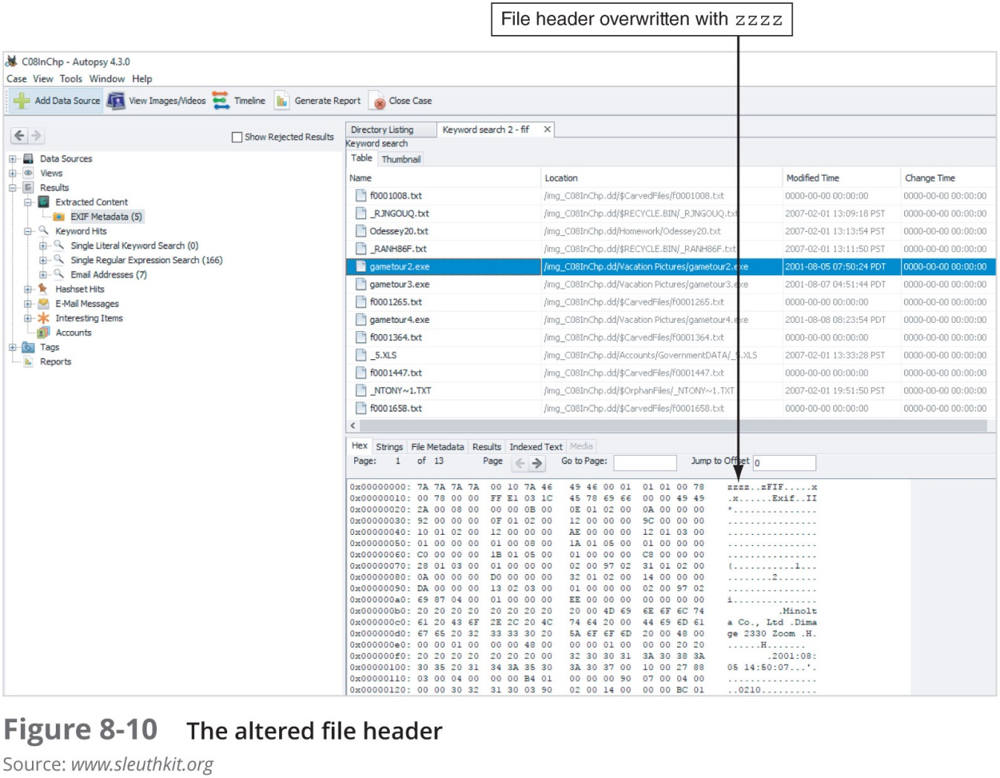 File header overwritten with zzzz
C08InChp - Autopsy 4.3.0
Case View Tools Window Help
Add Data Source View Images/Videos Timeline Generate Report Close Case
Show Rejected Results
Data Sources
Views
Results
Extracted Content
EXIF Metadata (5)
Keyword Hits
Single Literal Keyword Search (0)
Single Regular Expression Search (166)
Email Addresses (7)
Hashset Hits
E-Mail Messages
Interesting Items
Accounts
Tags
Reports
Directory Listing Keyword search 2 - fif ×
Keyword search
Table Thumbnail
Name Location Modified Time Change Time
f0001008.txt /img_C08InChp.dd/$CarvedFiles/f0001008.txt 0000-00-00 00:00:00 0000-00-00 00:00:00
_RJNGOUQ.txt /img_C08InChp.dd/$RECYCLE.BIN/_RJNGOUQ.txt 2007-02-01 13:09:18 PST 0000-00-00 00:00:00
Odessey20.txt /img_C08InChp.dd/Homework/Odessey20.txt 2007-02-01 13:13:54 PST 0000-00-00 00:00:00
_RANH86F.txt /img_C08InChp.dd/$RECYCLE.BIN/_RANH86F.txt 2007-02-01 13:11:50 PST 0000-00-00 00:00:00
gametour2.exe /img_C08InChp.dd/Vacation Pictures/gametour2.exe 2001-08-05 07:50:24 PDT 0000-00-00 00:00:00
gametour3.exe /img_C08InChp.dd/Vacation Pictures/gametour3.exe 2001-08-07 04:51:44 PDT 0000-00-00 00:00:00
f0001265.txt /img_C08InChp.dd/$CarvedFiles/f0001265.txt 0000-00-00 00:00:00 0000-00-00 00:00:00
gametour4.exe /img_C08InChp.dd/Vacation Pictures/gametour4.exe 2001-08-08 08:23:54 PDT 0000-00-00 00:00:00
f0001364.txt /img_C08InChp.dd/$CarvedFiles/f0001364.txt 0000-00-00 00:00:00 0000-00-00 00:00:00
_5.XLS /img_C08InChp.dd/Accounts/GovernmentDATA/_5.XLS 2007-02-01 13:33:28 PST 0000-00-00 00:00:00
f0001447.txt /img_C08InChp.dd/$CarvedFiles/f0001447.txt 0000-00-00 00:00:00 0000-00-00 00:00:00
_NTONY~1.TXT /img_C08InChp.dd/$OrphanFiles/_NTONY~1.TXT 2007-02-01 19:51:50 PST 0000-00-00 00:00:00
f0001658.txt /img_C08InChp.dd/$CarvedFiles/f0001658.txt 0000-00-00 00:00:00 0000-00-00 00:00:00
Hex Strings File Metadata Results Indexed Text Media
Page: 1 of 13 Page Go to Page: Jump to Offset 0
0x00000000: 7A 7A 7A 7A 00 10 7A 46 49 46 00 01 01 01 00 78 zzzz..zFIF.....x
0x00000010: 00 78 00 00 FF E1 03 1C 45 78 69 66 00 00 49 49 .x......Exif..II
0x00000020: 2A 00 08 00 00 00 0B 00 0E 01 02 00 0A 00 00 00 *...............
0x00000030: 92 00 00 00 0F 01 02 00 12 00 00 00 9C 00 00 00 ................
0x00000040: 10 01 02 00 12 00 00 00 AE 00 00 00 12 01 03 00 ................
0x00000050: 01 00 00 00 01 00 08 00 1A 01 05 00 01 00 00 00 ................
0x00000060: C0 00 00 00 1B 01 05 00 01 00 00 00 C8 00 00 00 ................
0x00000070: 28 01 03 00 01 00 00 00 02 00 97 02 31 01 02 00 (...........1...
0x00000080: 0A 00 00 00 D0 00 00 00 32 01 02 00 14 00 00 00 ........2.......
0x00000090: DA 00 00 00 13 02 03 00 01 00 00 00 02 00 97 02 ................
0x000000a0: 69 87 04 00 01 00 00 00 EE 00 00 00 00 00 00 00 i...............
0x000000b0: 20 20 20 20 20 20 20 20 20 00 4D 69 6E 6F 6C 74 .Minolt
0x000000c0: 61 20 43 6F 2E 2C 20 4C 74 64 20 00 44 69 6D 61 a Co., Ltd .Dima
0x000000d0: 67 65 20 32 33 33 30 20 5A 6F 6F 6D 20 00 48 00 ge 2330 Zoom .H.
0x000000e0: 00 00 01 00 00 00 48 00 00 00 01 00 00 00 20 20 ......H.......
0x000000f0: 20 20 20 20 20 20 20 00 32 30 30 31 3A 30 38 3A .2001:08:
0x00000100: 30 35 20 31 34 3A 35 30 3A 30 37 00 10 00 27 88 05 14:50:07...'.
0x00000110: 03 00 04 00 00 00 B4 01 00 00 00 90 07 00 04 00 ................
0x00000120: 00 00 30 32 31 30 03 90 02 00 14 00 00 00 BC 01 ..0210..........
Figure 8-10 The altered file header
Source: www.sleuthkit.org